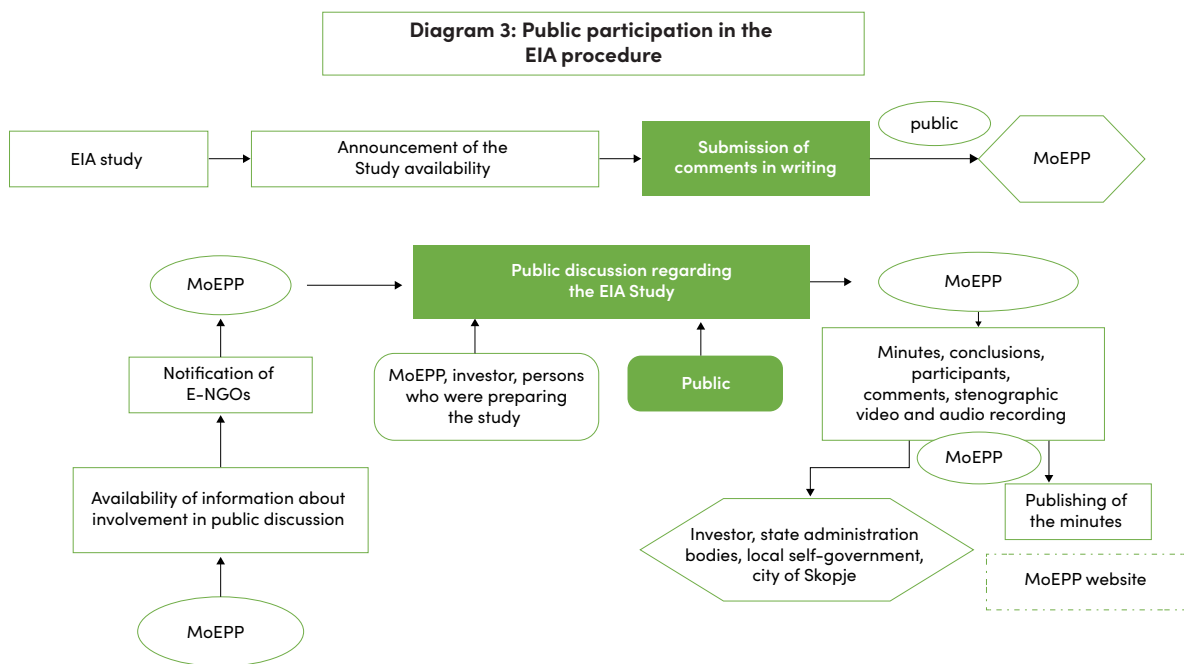 Diagram 3: Public participation in the
EIA procedure
EIA study
Announcement of the
Study availability
Submission of
comments in writing
public
MoEPP
MoEPP
Public discussion regarding
the EIA Study
MoEPP
Notification of
E-NGOs
MoEPP, investor, persons
who were preparing
the study
Public
Minutes, conclusions,
participants,
comments, stenographic
video and audio recording
MoEPP
Availability of information about
involvement in public discussion
Investor, state administration
bodies, local self-government,
city of Skopje
Publishing of
the minutes
MoEPP website
MoEPP